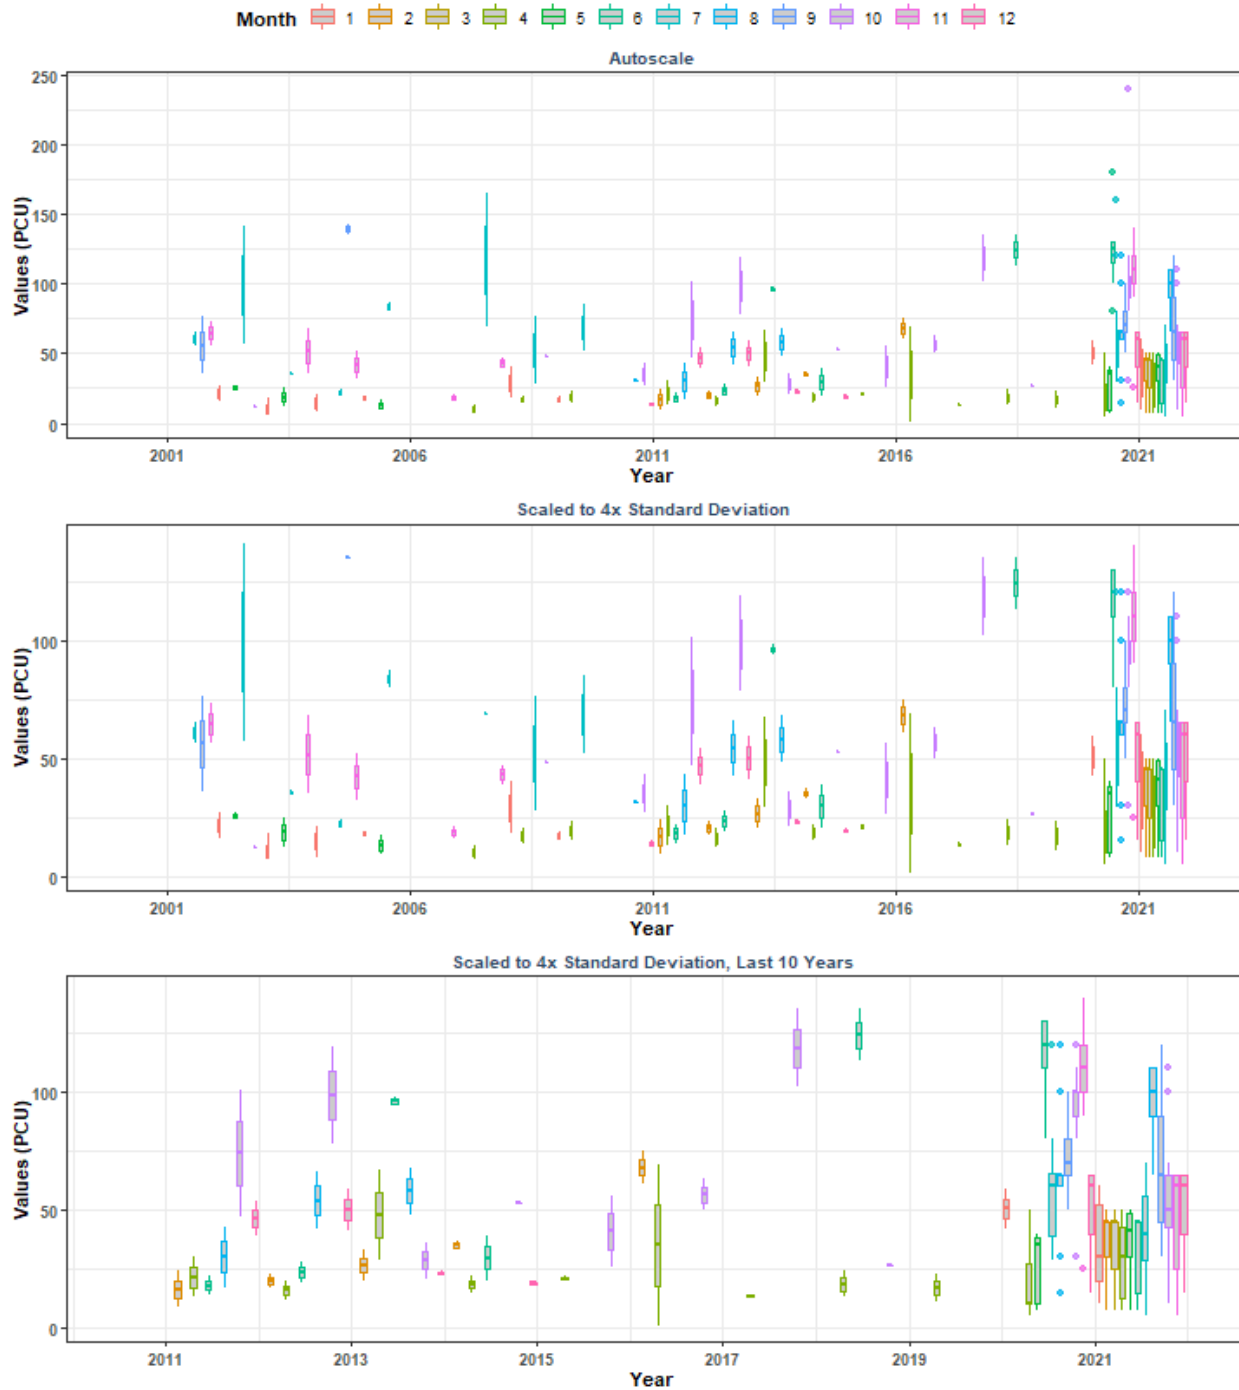 Month 1 2 3 4 5 6 7 8 9 10 11 12
Autoscale
Values (PCU)
250
200
150
100
50
0
2001 2006 2011 2016 2021
Year
Scaled to 4x Standard Deviation
Values (PCU)
100
50
0
2001 2006 2011 2016 2021
Year
Scaled to 4x Standard Deviation, Last 10 Years
Values (PCU)
100
50
0
2011 2013 2015 2017 2019 2021
Year